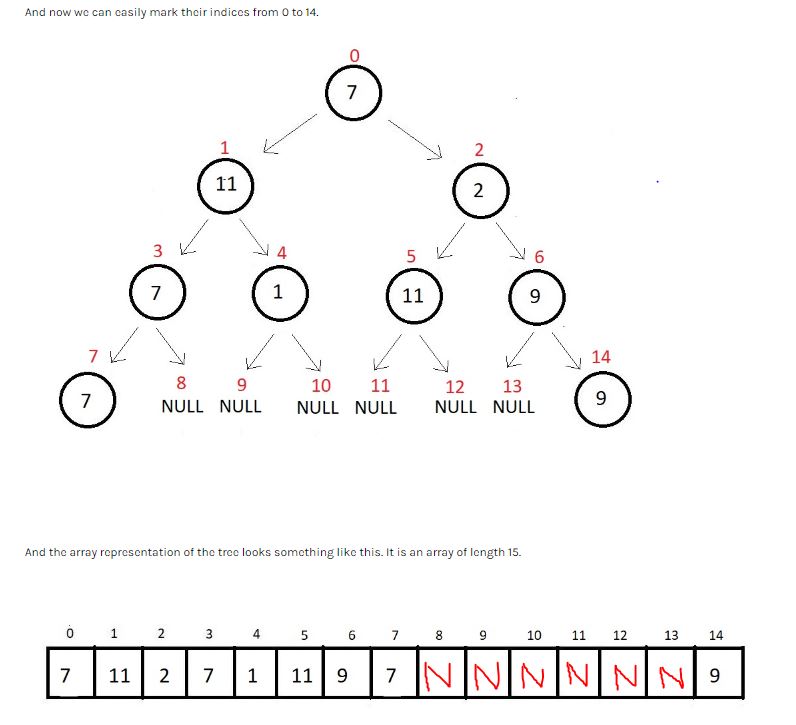 And now we can easily mark their indices from 0 to 14.
0
7
1 2
11 2
3 4 5 6
7 1 11 9
7 14
8 9 10 11 12 13
7 NULL NULL NULL NULL NULL NULL 9
And the array representation of the tree looks something like this. It is an array of length 15.
0 1 2 3 4 5 6 7 8 9 10 11 12 13 14
7 11 2 7 1 11 9 7 N N N N N N 9